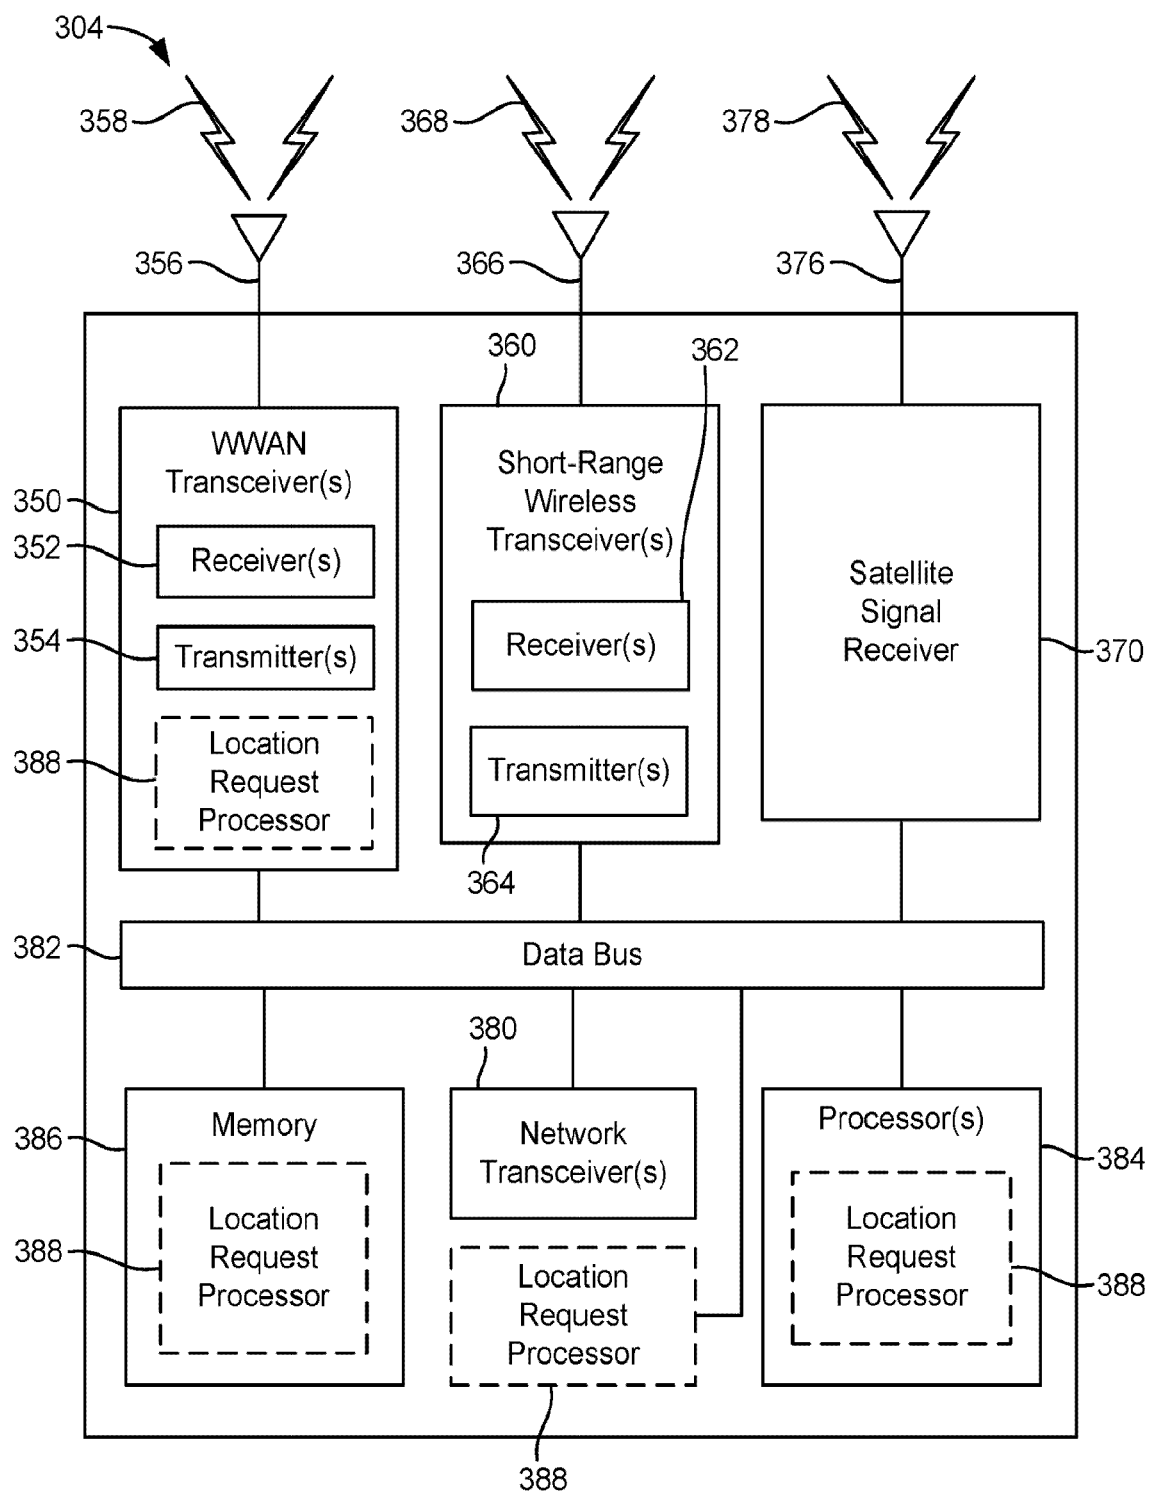 304
358
368
378
356
366
376
360
362
WWAN
Transceiver(s)
350
352
Receiver(s)
354
Transmitter(s)
388
Location
Request
Processor
Short-Range
Wireless
Transceiver(s)
Receiver(s)
Transmitter(s)
364
Satellite
Signal
Receiver
370
382
Data Bus
380
386
Memory
388
Location
Request
Processor
Network
Transceiver(s)
Location
Request
Processor
388
Processor(s)
384
Location
Request
Processor
388